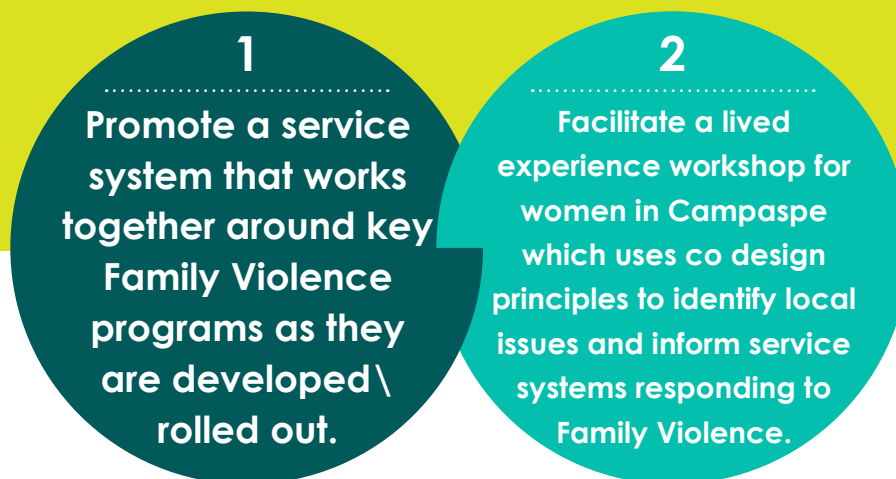 1
Promote a service
system that works
together around key
Family Violence
programs as they
are developed\
rolled out.
2
Facilitate a lived
experience workshop for
women in Campaspe
which uses co design
principles to identify local
issues and inform service
systems responding to
Family Violence.